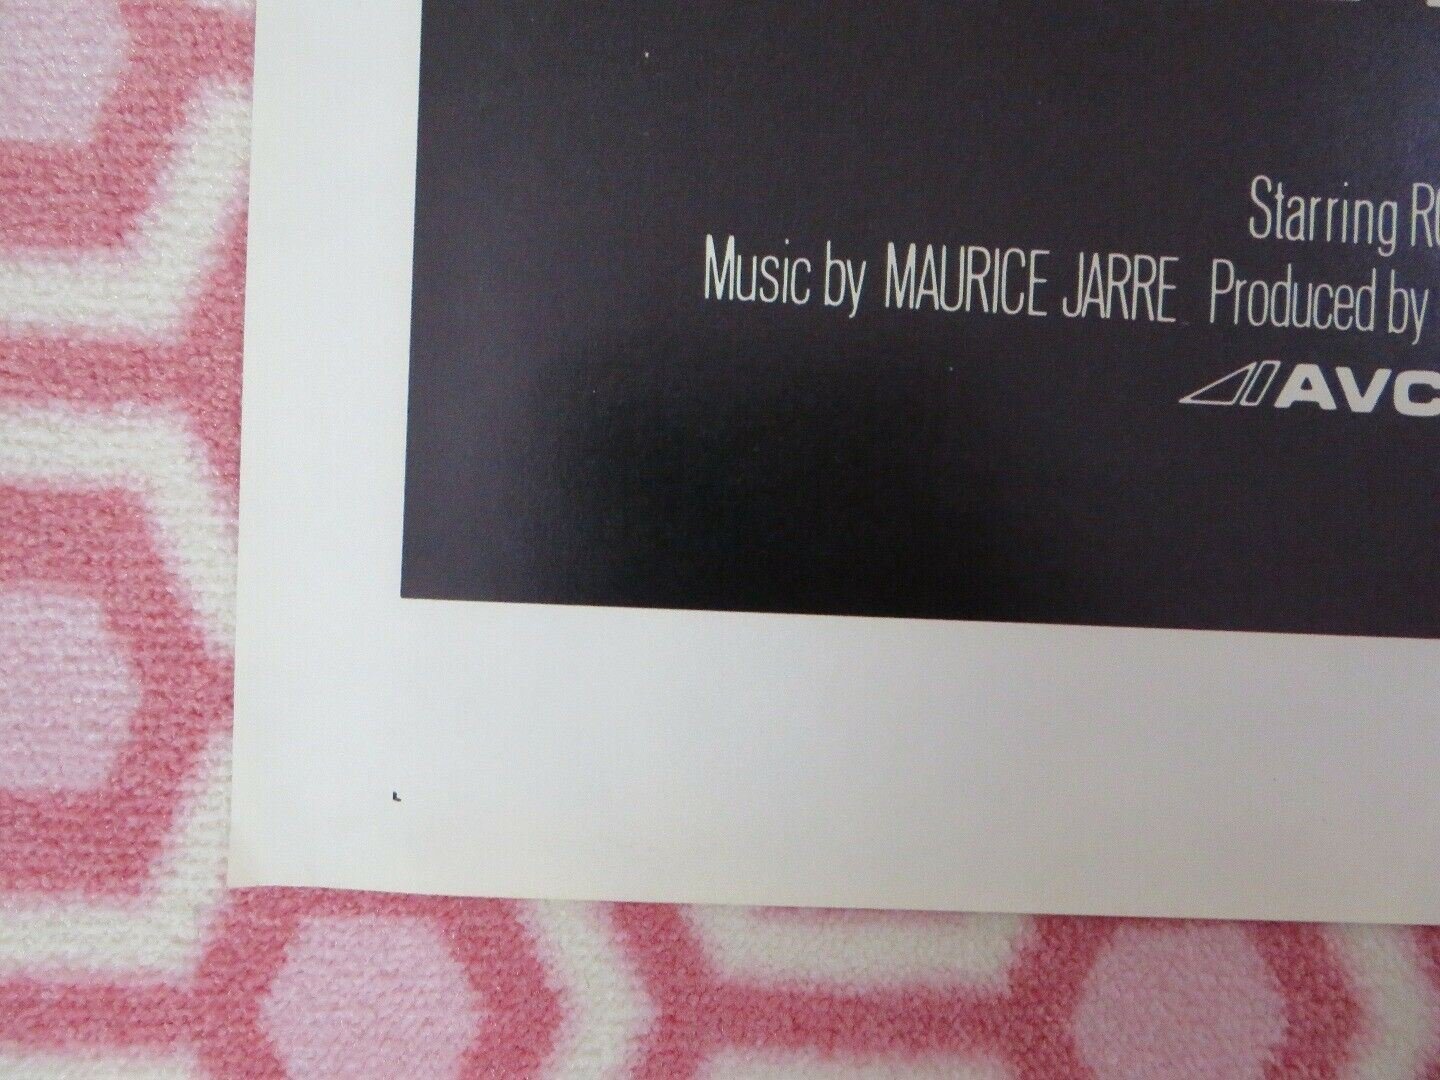 Starring
Music by MAURICE JARRE Produced by
AVC